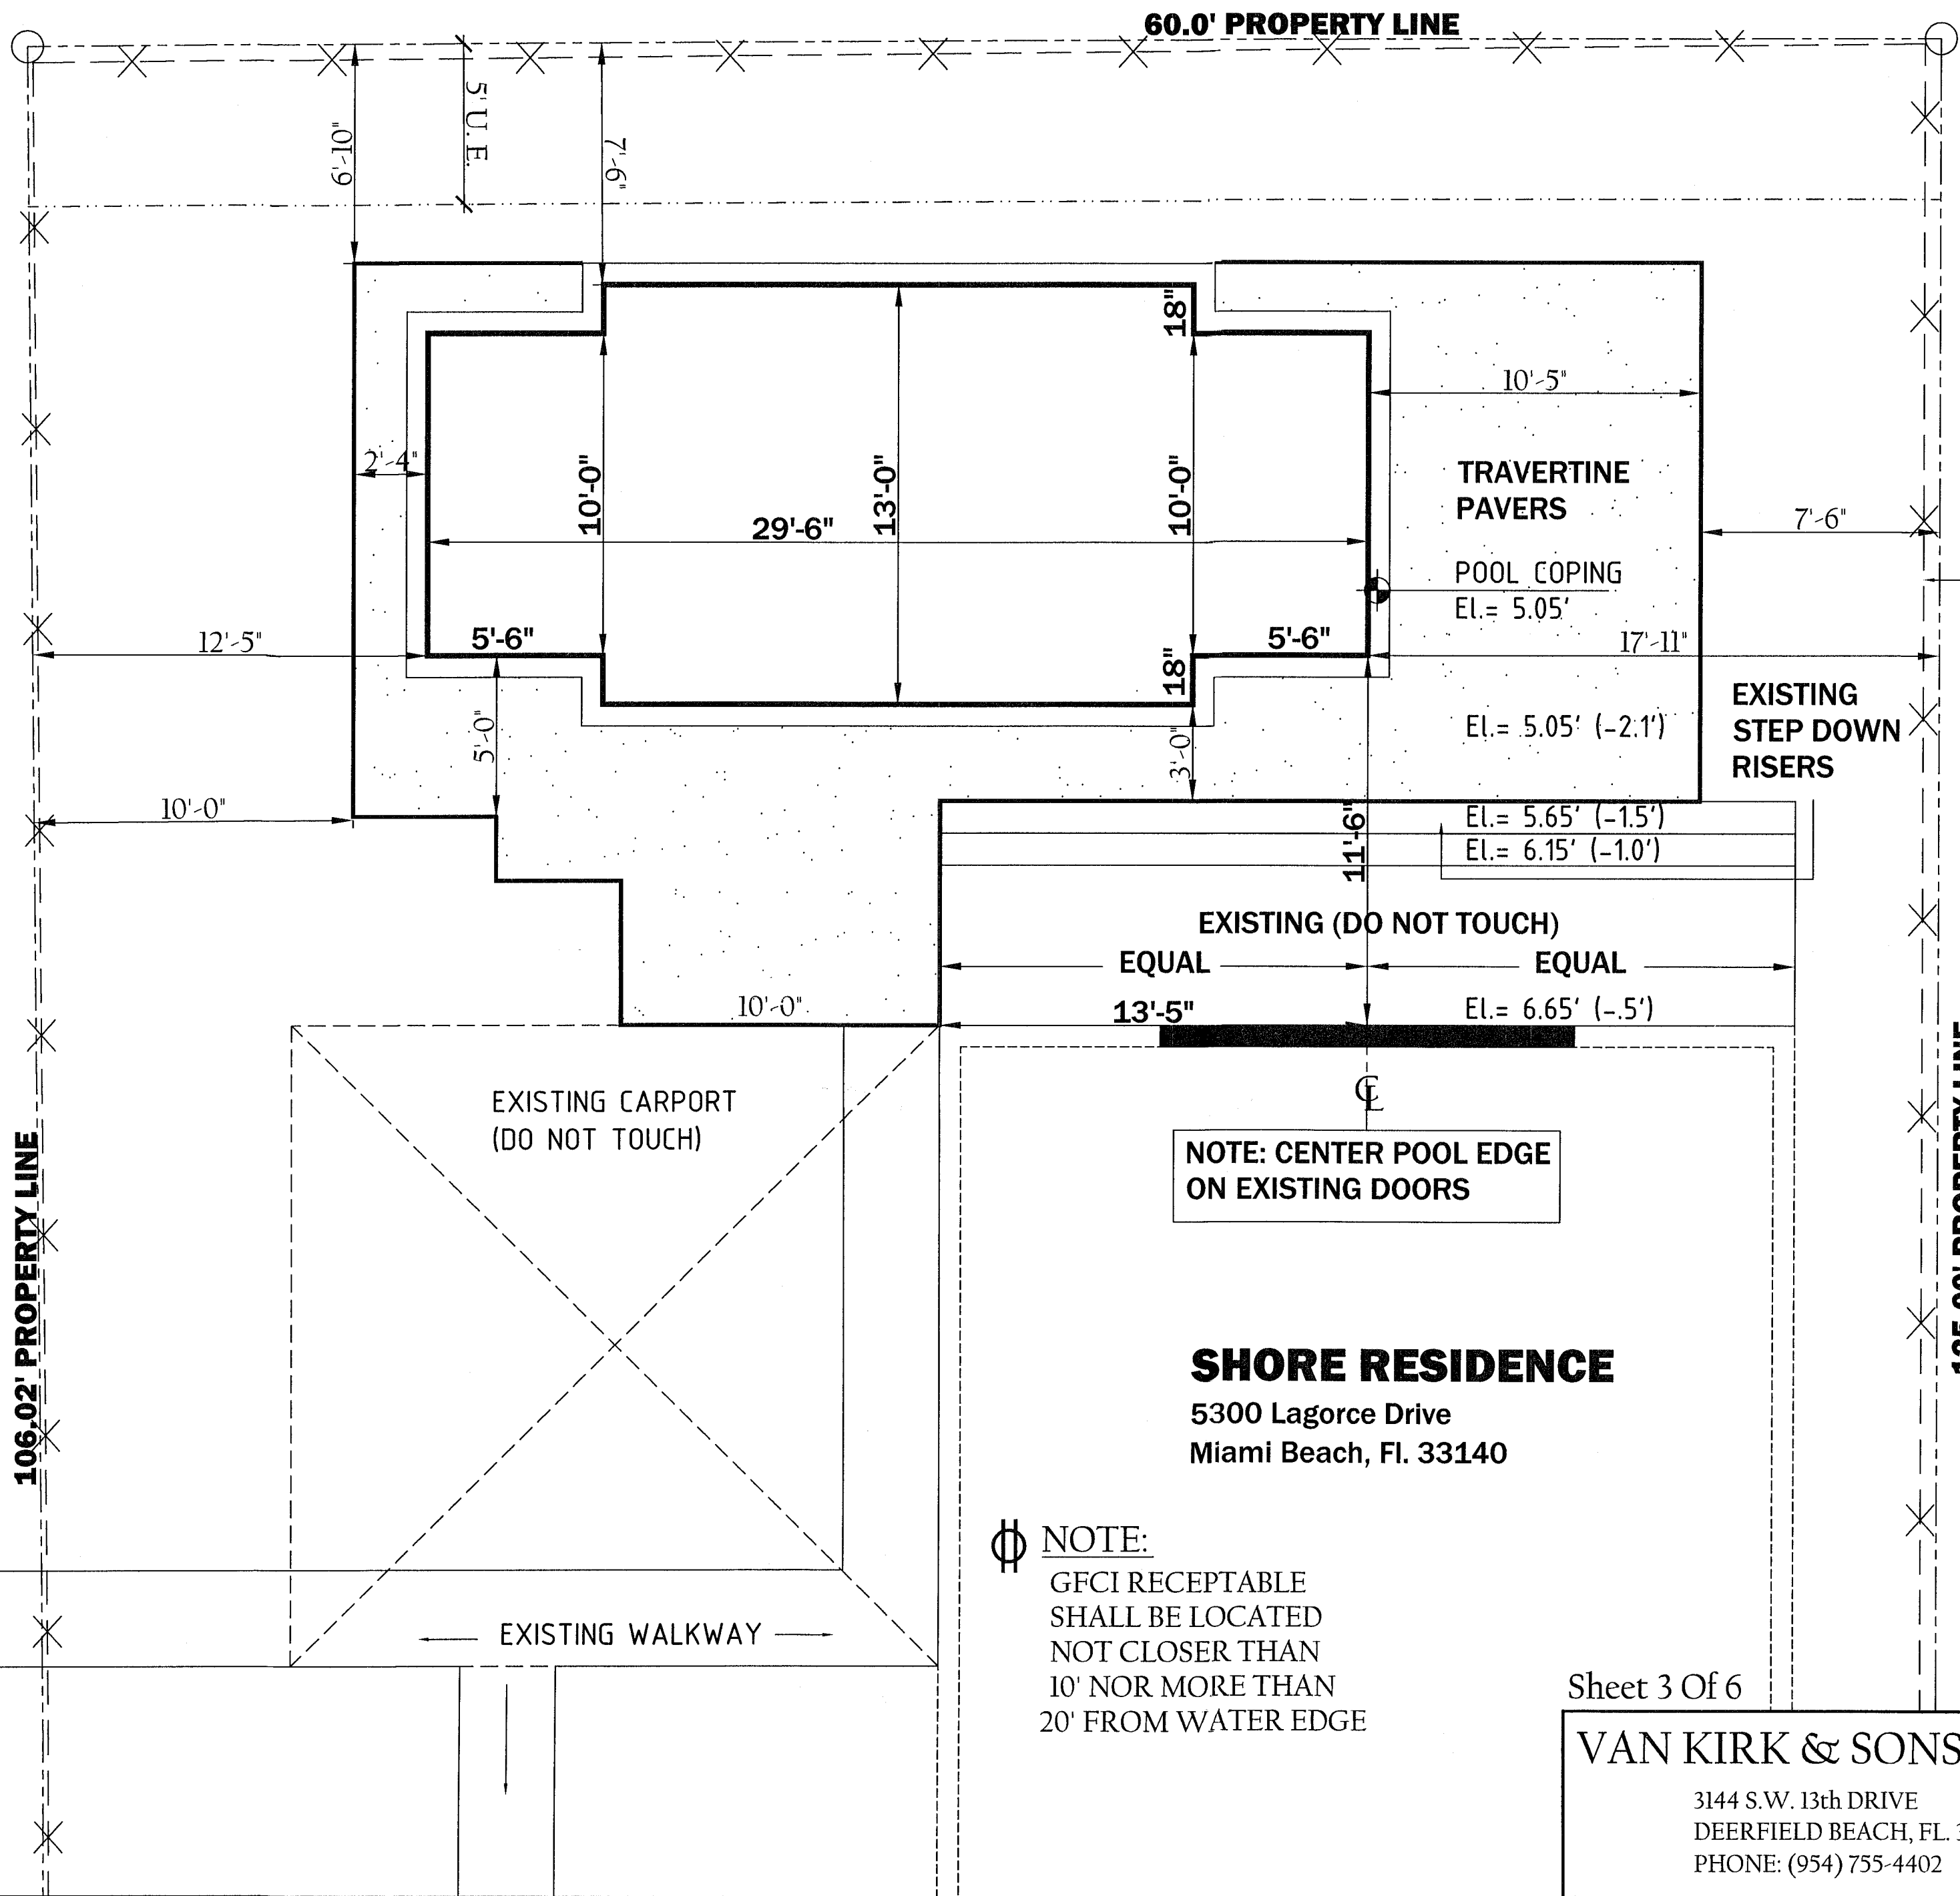 60.0' PROPERTY LINE
6'-10"
5' U. E.
7'-6"
18"
10'-5"
2'-4"
10'-0"
29'-6"
13'-0"
10'-0"
TRAVERTINE
PAVERS
7'-6"
POOL COPING
El.= 5.05'
12'-5"
5'-6"
5'-6"
17'-11"
18"
5'-0"
3'-0"
El.= 5.05' (-2.1')
EXISTING
STEP DOWN
RISERS
10'-0"
11'-6"
El.= 5.65' (-1.5')
El.= 6.15' (-1.0')
EXISTING (DO NOT TOUCH)
EQUAL
EQUAL
10'-0"
13'-5"
El.= 6.65' (-.5')
EXISTING CARPORT
(DO NOT TOUCH)
CL
NOTE: CENTER POOL EDGE
ON EXISTING DOORS
106.02' PROPERTY LINE
PROPERTY LINE
SHORE RESIDENCE
5300 Lagorce Drive
Miami Beach, Fl. 33140
NOTE:
GFCI RECEPTABLE
SHALL BE LOCATED
NOT CLOSER THAN
10' NOR MORE THAN
20' FROM WATER EDGE
EXISTING WALKWAY
Sheet 3 Of 6
VAN KIRK & SONS
3144 S.W. 13th DRIVE
DEERFIELD BEACH, FL.
PHONE: (954) 755-4402